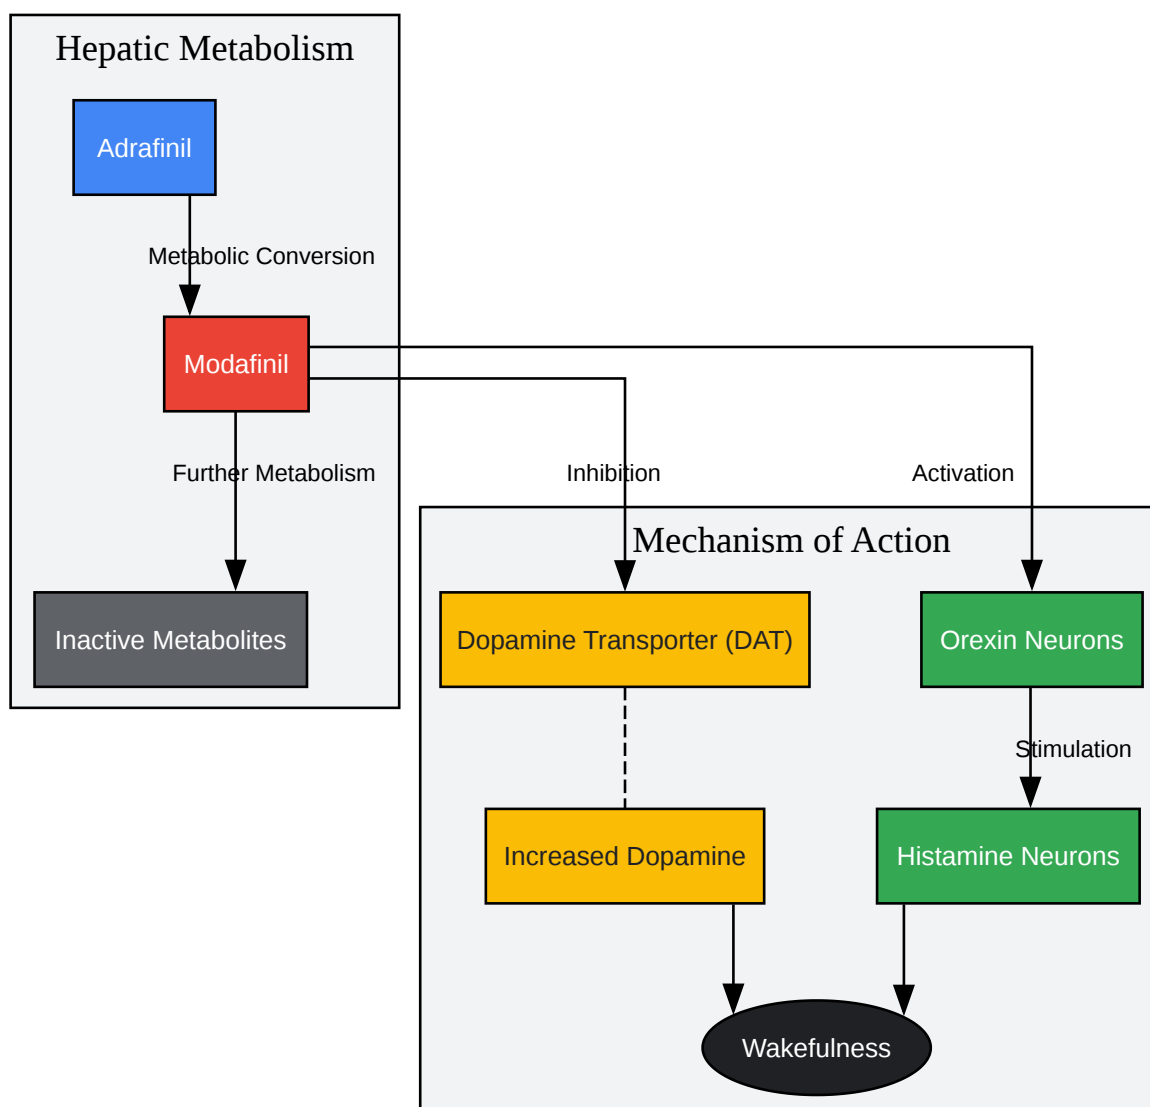 Hepatic Metabolism
Adrafinil
Metabolic Conversion
Modafinil
Further Metabolism
Inactive Metabolites
Inhibition
Activation
Mechanism of Action
Dopamine Transporter (DAT)
Orexin Neurons
Stimulation
Increased Dopamine
Histamine Neurons
Wakefulness